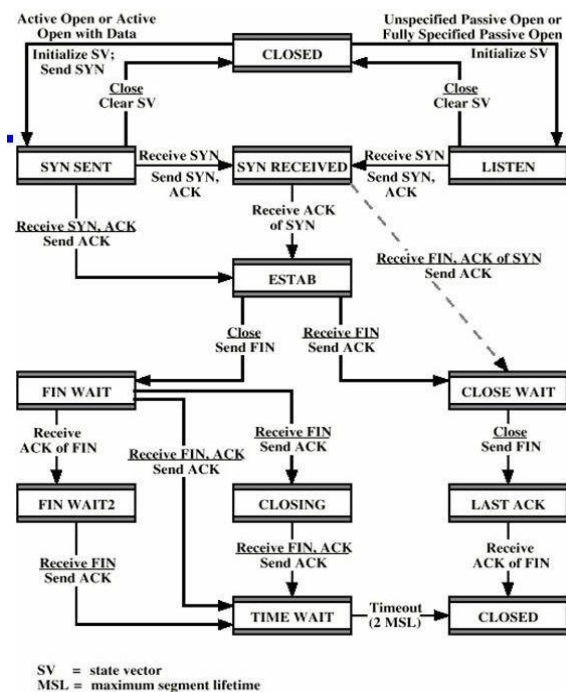 Active Open or Active
Open with Data
Unspecified Passive Open or
Fully Specified Passive Open
CLOSED
Initialize SV;
Send SYN
Initialize SV
Close
Clear SV
Close
Clear SV
SYN SENT
Receive SYN
Send SYN,
ACK
SYN RECEIVED
Receive SYN
Send SYN,
ACK
LISTEN
Receive SYN, ACK
Send ACK
Receive ACK
of SYN
Receive FIN, ACK of SYN
Send ACK
ESTAB
Close
Send FIN
Receive FIN
Send ACK
FIN WAIT
CLOSE WAIT
Receive
ACK of FIN
Receive FIN, ACK
Send ACK
Receive FIN
Send ACK
Close
Send FIN
FIN WAIT2
CLOSING
LAST ACK
Receive FIN
Send ACK
Receive FIN, ACK
Send ACK
Receive
ACK of FIN
TIME WAIT
Timeout
(2 MSL)
CLOSED
SV = state vector
MSL = maximum segment lifetime